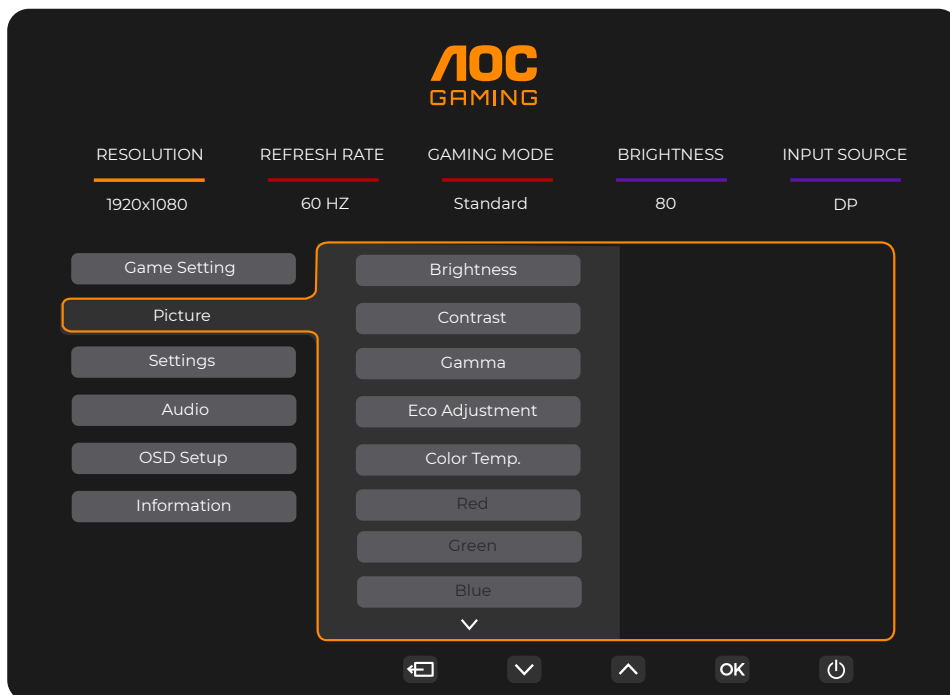 AOC
GAMING
RESOLUTION REFRESH RATE GAMING MODE BRIGHTNESS INPUT SOURCE
1920x1080 60 HZ Standard 80 DP
Game Setting Brightness
Picture Contrast
Settings Gamma
Audio Eco Adjustment
OSD Setup Color Temp.
Information Red
Green
Blue
OK